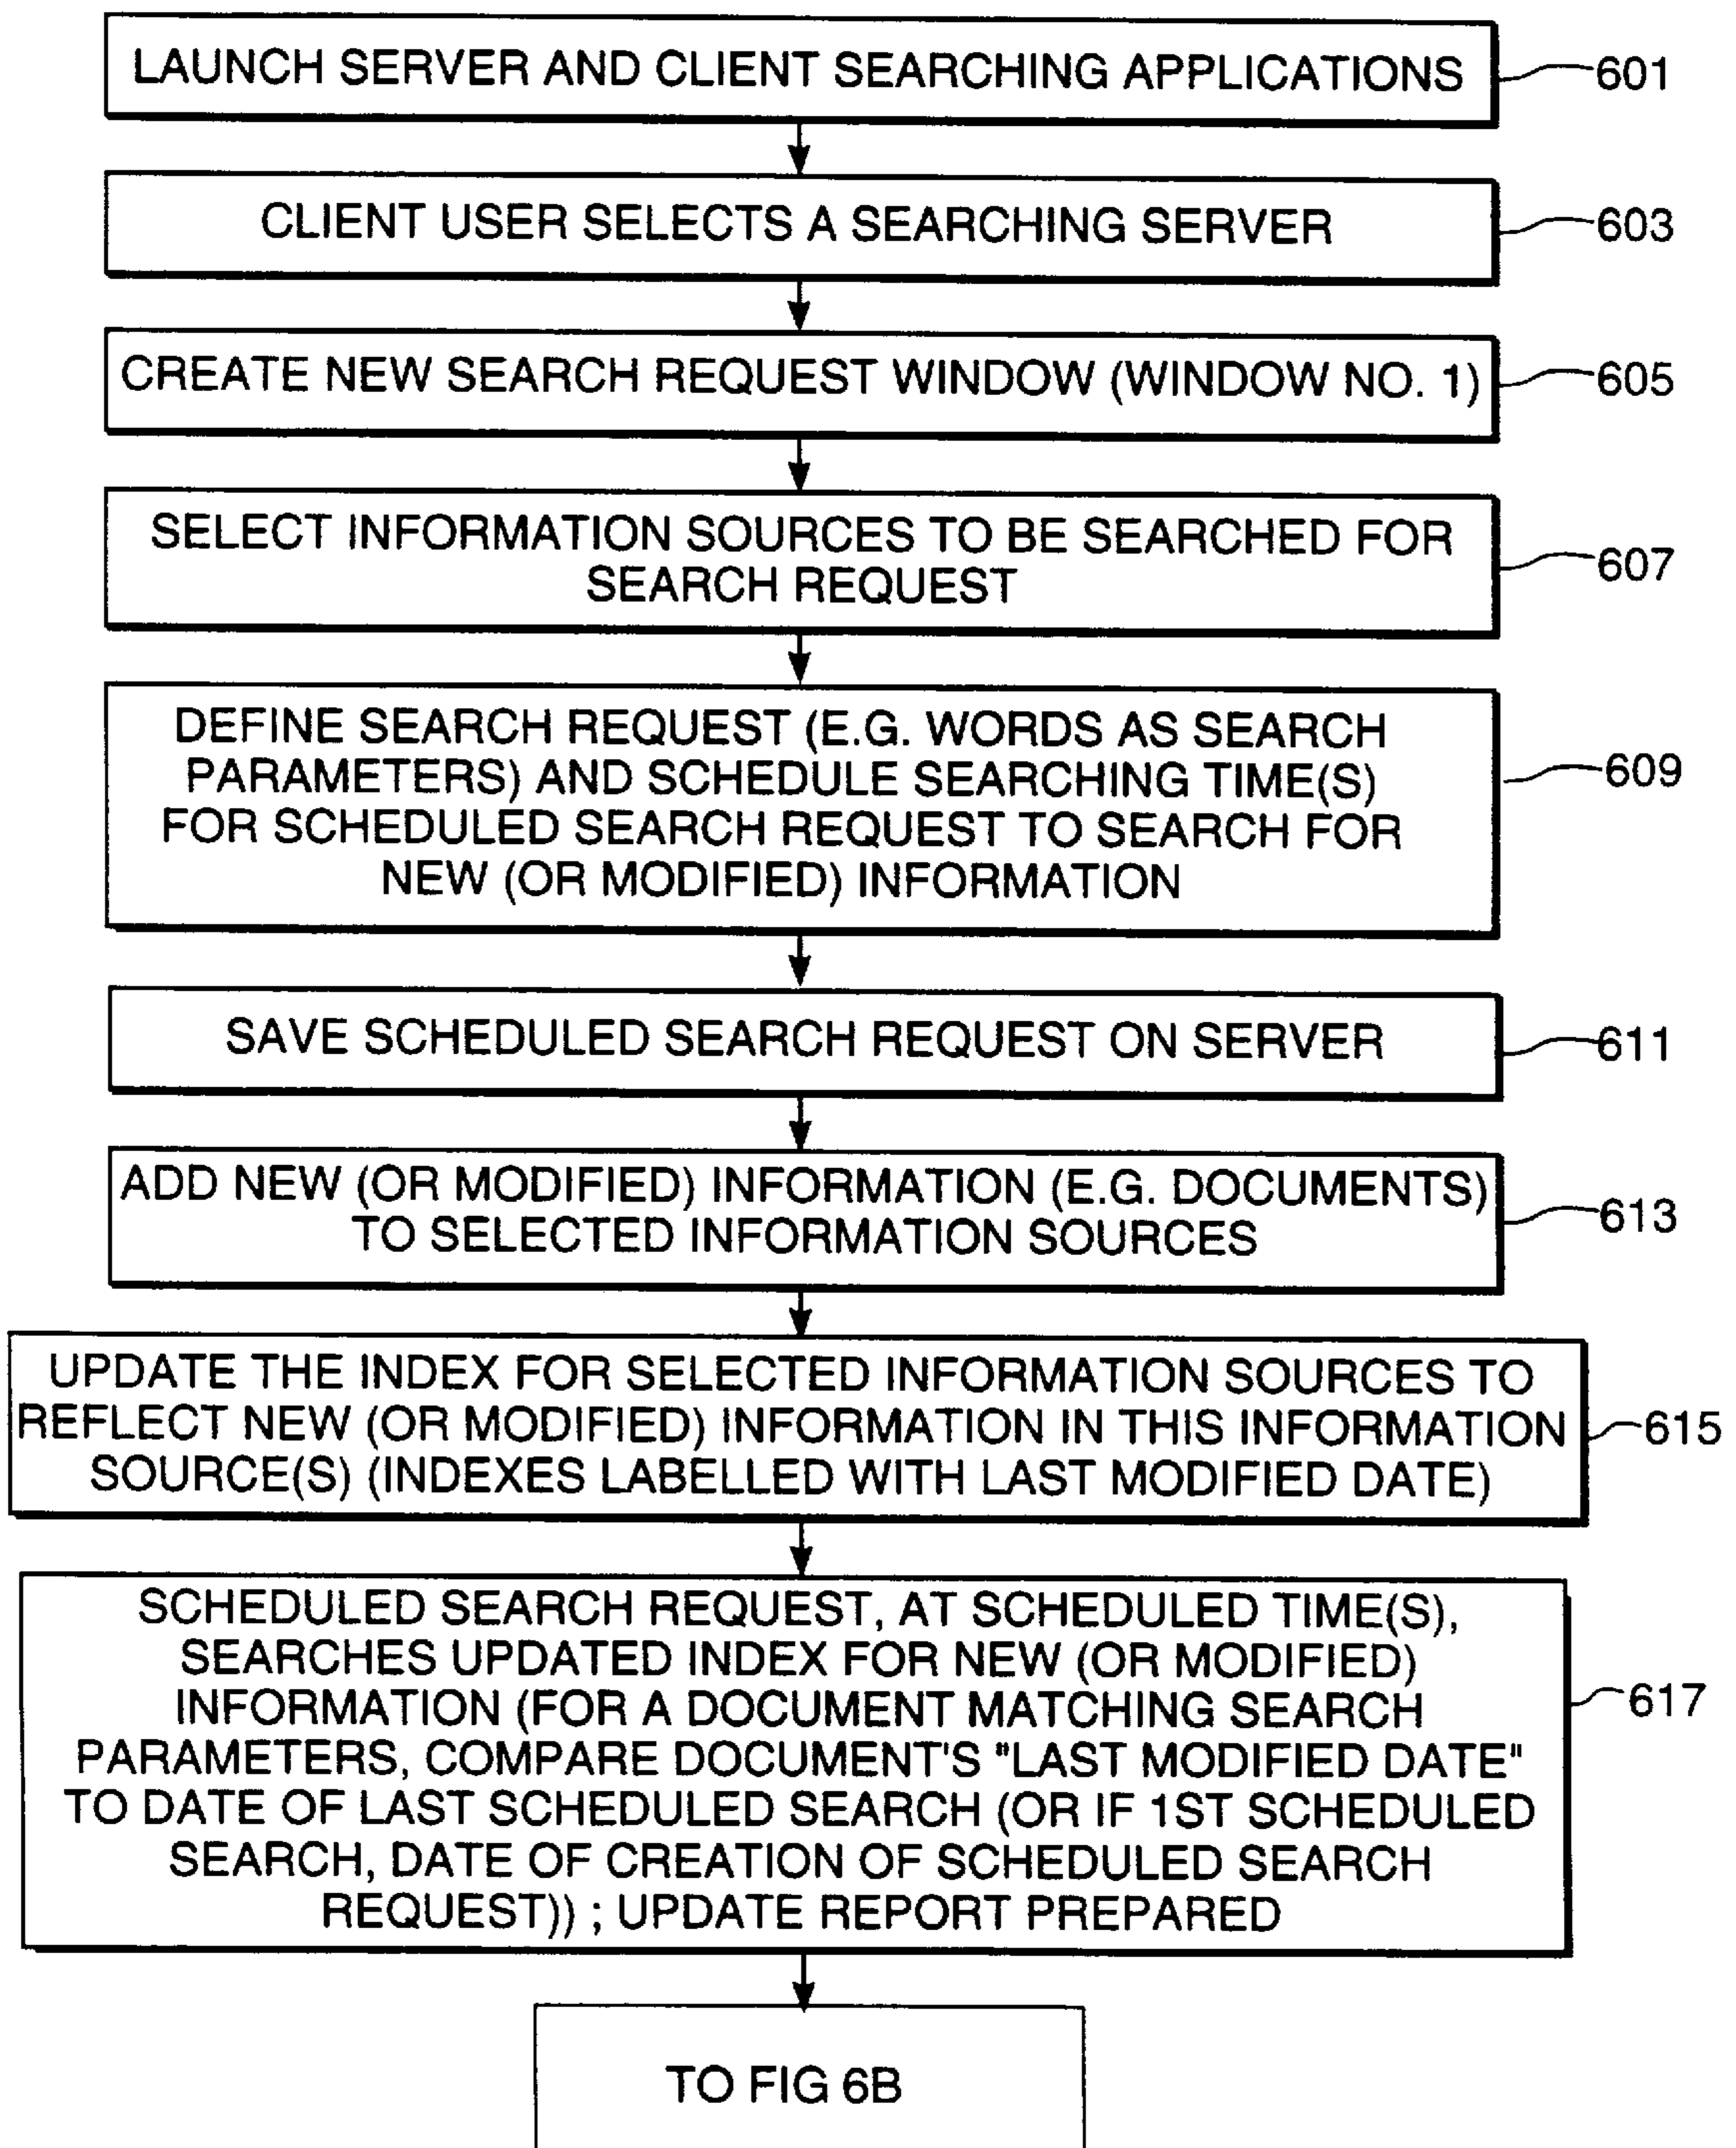 LAUNCH SERVER AND CLIENT SEARCHING APPLICATIONS
601
CLIENT USER SELECTS A SEARCHING SERVER
603
CREATE NEW SEARCH REQUEST WINDOW (WINDOW NO. 1)
605
SELECT INFORMATION SOURCES TO BE SEARCHED FOR
SEARCH REQUEST
607
DEFINE SEARCH REQUEST (E.G. WORDS AS SEARCH
PARAMETERS) AND SCHEDULE SEARCHING TIME(S)
FOR SCHEDULED SEARCH REQUEST TO SEARCH FOR
NEW (OR MODIFIED) INFORMATION
609
SAVE SCHEDULED SEARCH REQUEST ON SERVER
611
ADD NEW (OR MODIFIED) INFORMATION (E.G. DOCUMENTS)
TO SELECTED INFORMATION SOURCES
613
UPDATE THE INDEX FOR SELECTED INFORMATION SOURCES TO
REFLECT NEW (OR MODIFIED) INFORMATION IN THIS INFORMATION
SOURCE(S) (INDEXES LABELLED WITH LAST MODIFIED DATE)
615
SCHEDULED SEARCH REQUEST, AT SCHEDULED TIME(S),
SEARCHES UPDATED INDEX FOR NEW (OR MODIFIED)
INFORMATION (FOR A DOCUMENT MATCHING SEARCH
PARAMETERS, COMPARE DOCUMENT'S "LAST MODIFIED DATE"
TO DATE OF LAST SCHEDULED SEARCH (OR IF 1ST SCHEDULED
SEARCH, DATE OF CREATION OF SCHEDULED SEARCH
REQUEST)) ; UPDATE REPORT PREPARED
617
TO FIG 6B